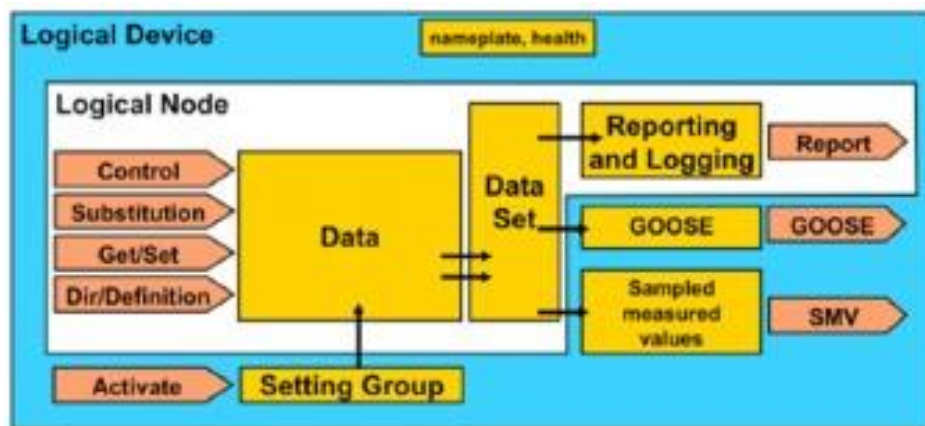 Logical Device
nameplate, health
Logical Node
Control
Substitution
Get/Set
Dir/Definition
Data
Data
Set
Reporting
and Logging
Report
GOOSE
GOOSE
Sampled
measured
values
SMV
Activate
Setting Group